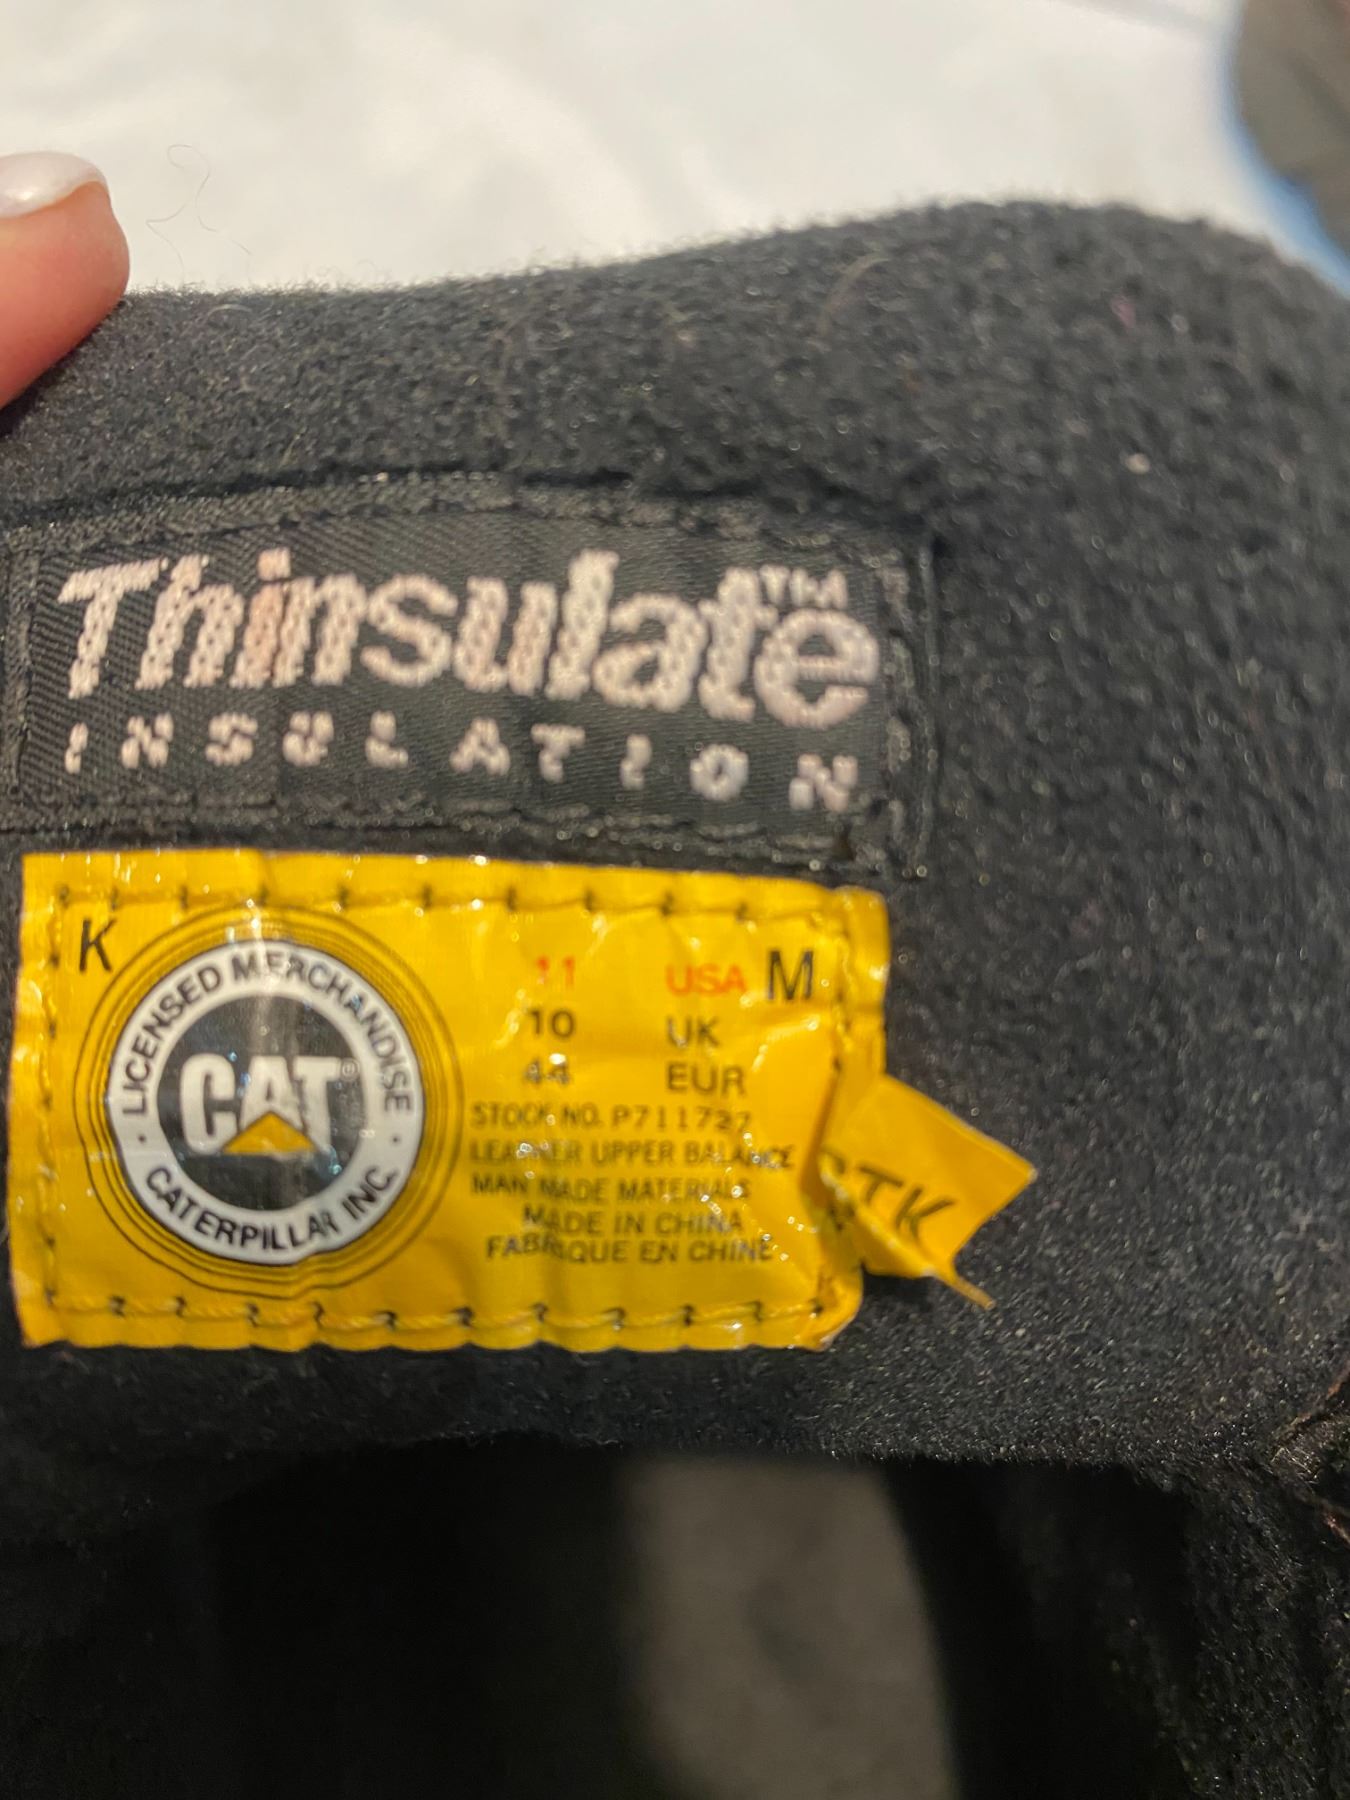 Thinsulate™
INSULATION
K
LICENSED MERCHANDISE
CAT®
CATERPILLAR INC.
11 USA M
10 UK
44 EUR
STOCK NO. P711727
LEATHER UPPER BALANCE
MAN MADE MATERIALS
MADE IN CHINA
FABRIQUE EN CHINE
STK